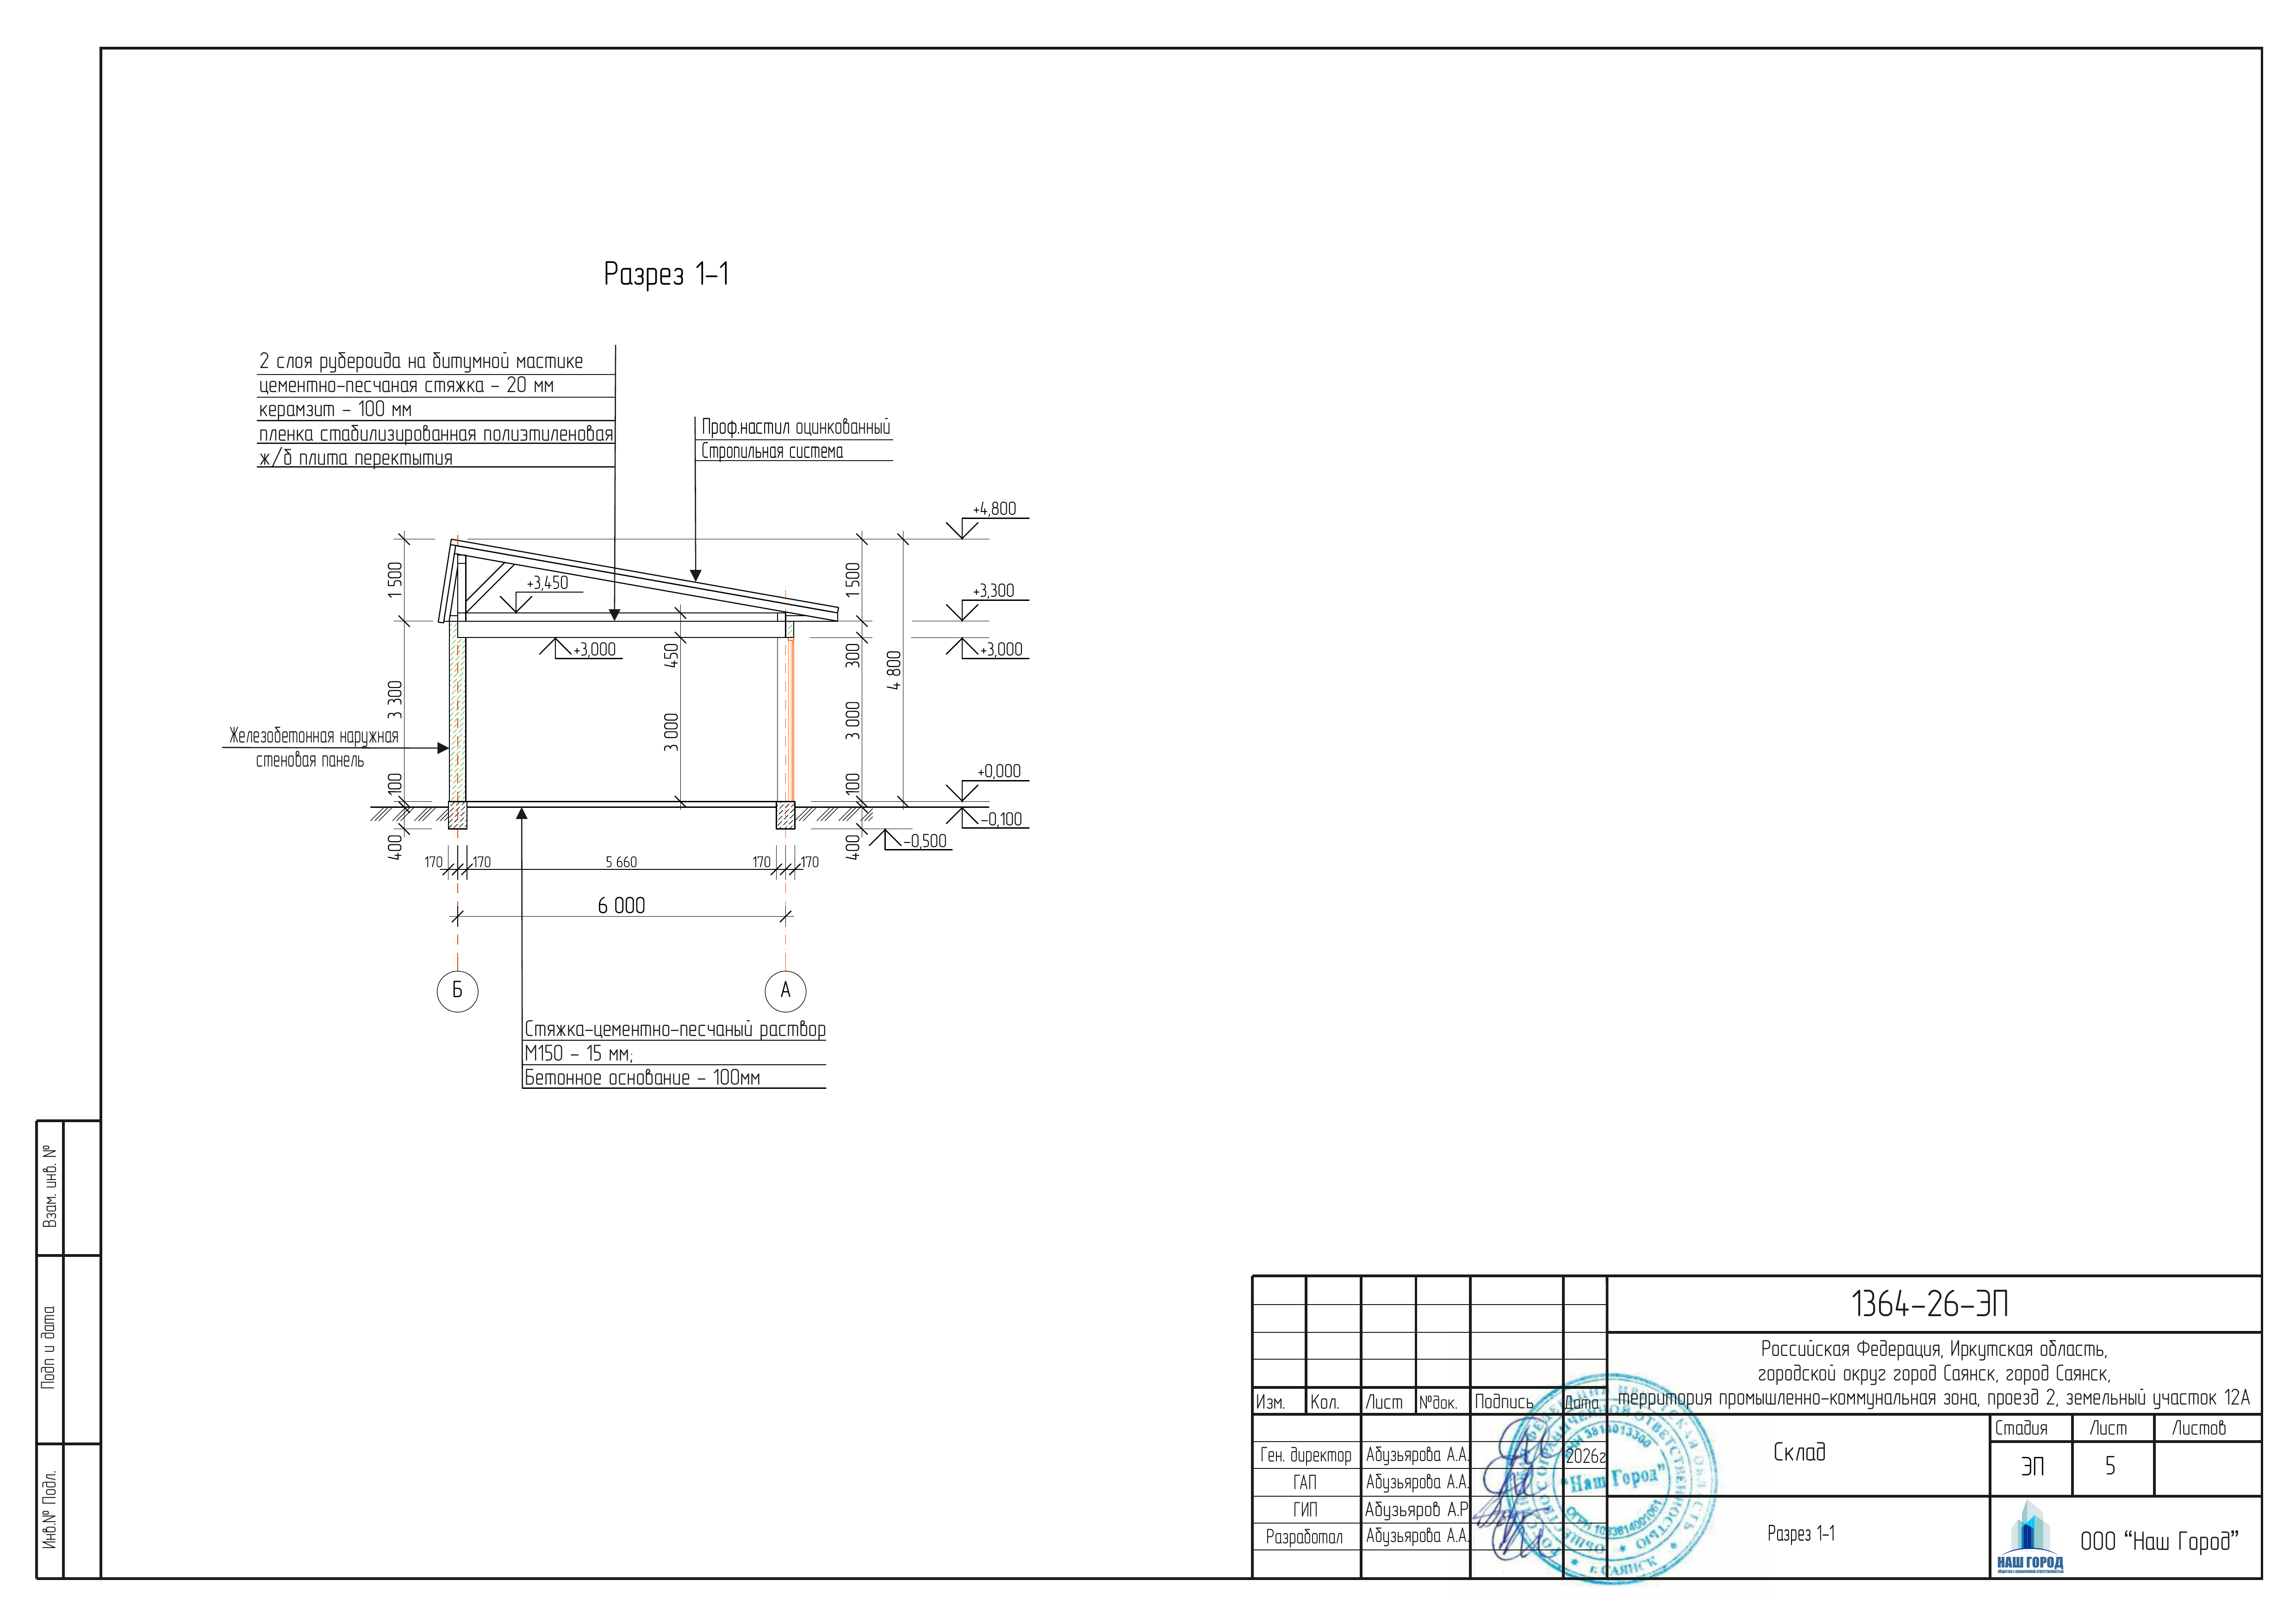 Разрез 1-1
2 слоя рубероида на битумной мастике
цементно-песчаная стяжка - 20 мм
керамзит - 100 мм
пленка стабилизированная полиэтиленовая
ж/б плита перектытия
Проф.настил оцинкованный
Стропильная система
+4,800
+3,450
+3,300
+3,000
+3,000
+0,000
-0,100
-0,500
1 500
3 300
100
400
450
3 000
1 500
300
3 000
100
400
4 800
Железобетонная наружная
стеновая панель
170
170
5 660
170
170
6 000
Б
А
Стяжка-цементно-песчаный раствор
М150 - 15 мм;
Бетонное основание - 100мм
Взам. инв. №
Подп и дата
Инв.№ Подл.
1364-26-ЭП
Российская Федерация, Иркутская область,
городской округ город Саянск, город Саянск,
территория промышленно-коммунальная зона, проезд 2, земельный участок 12А
Изм. Кол. Лист №док. Подпись Дата
Ген. директор Абузьярова А.А. 2026г
ГАП Абузьярова А.А.
ГИП Абузьяров А.Р
Разработал Абузьярова А.А.
Склад
Стадия Лист Листов
ЭП 5
Разрез 1-1
НАШ ГОРОД
ООО “Наш Город”
"Наш Город"
г. САЯНСК